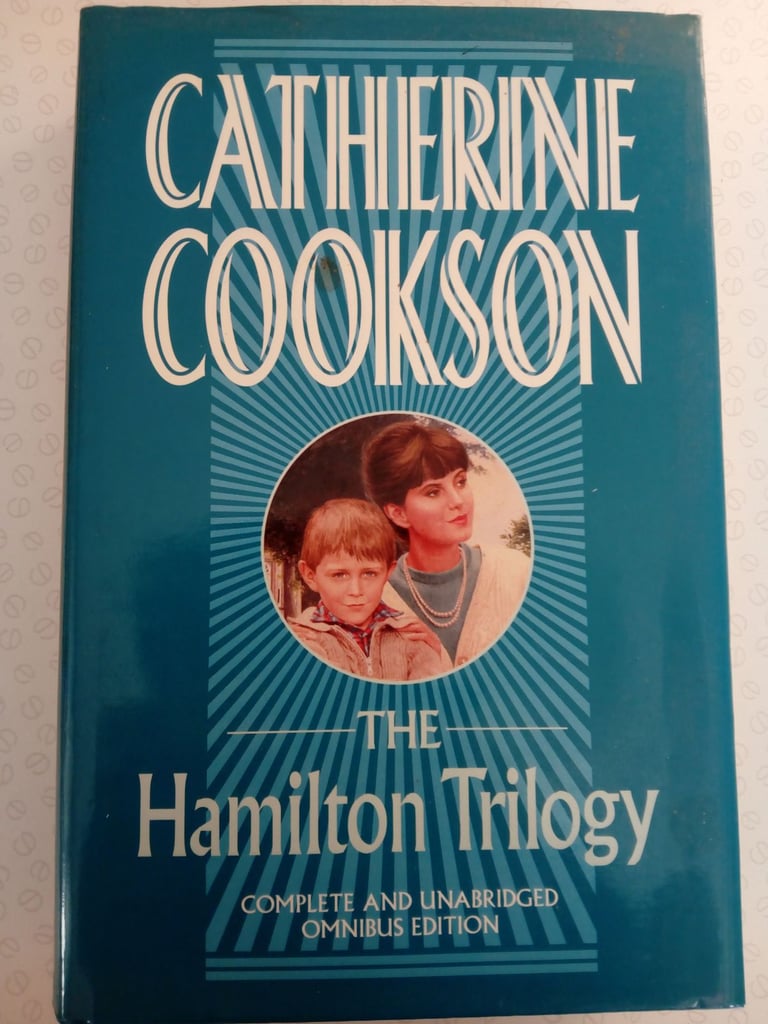 CATHERINE
COOKSON
THE
Hamilton Trilogy
COMPLETE AND UNABRIDGED
OMNIBUS EDITION